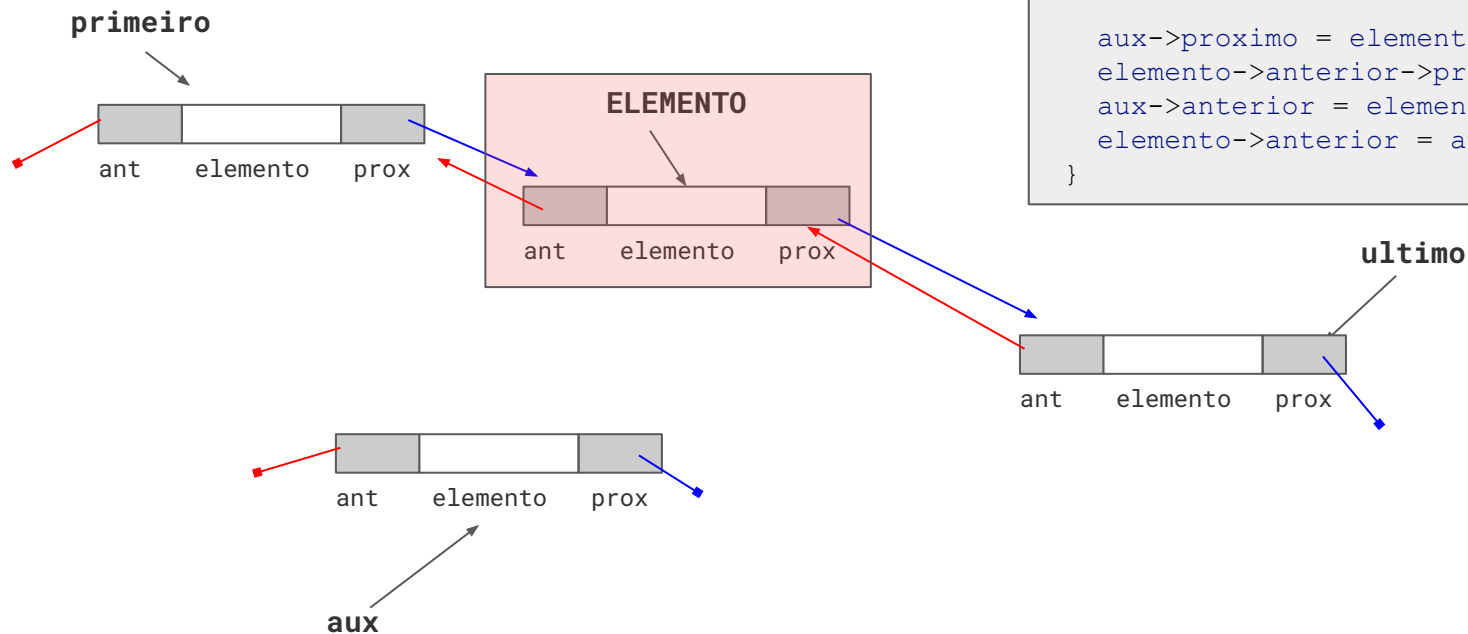 primeiro
ant elemento prox
ELEMENTO
ant elemento prox
aux->proximo = element
elemento->anterior->pr
aux->anterior = elemen
elemento->anterior = a
}
ultimo
ant elemento prox
ant elemento prox
aux